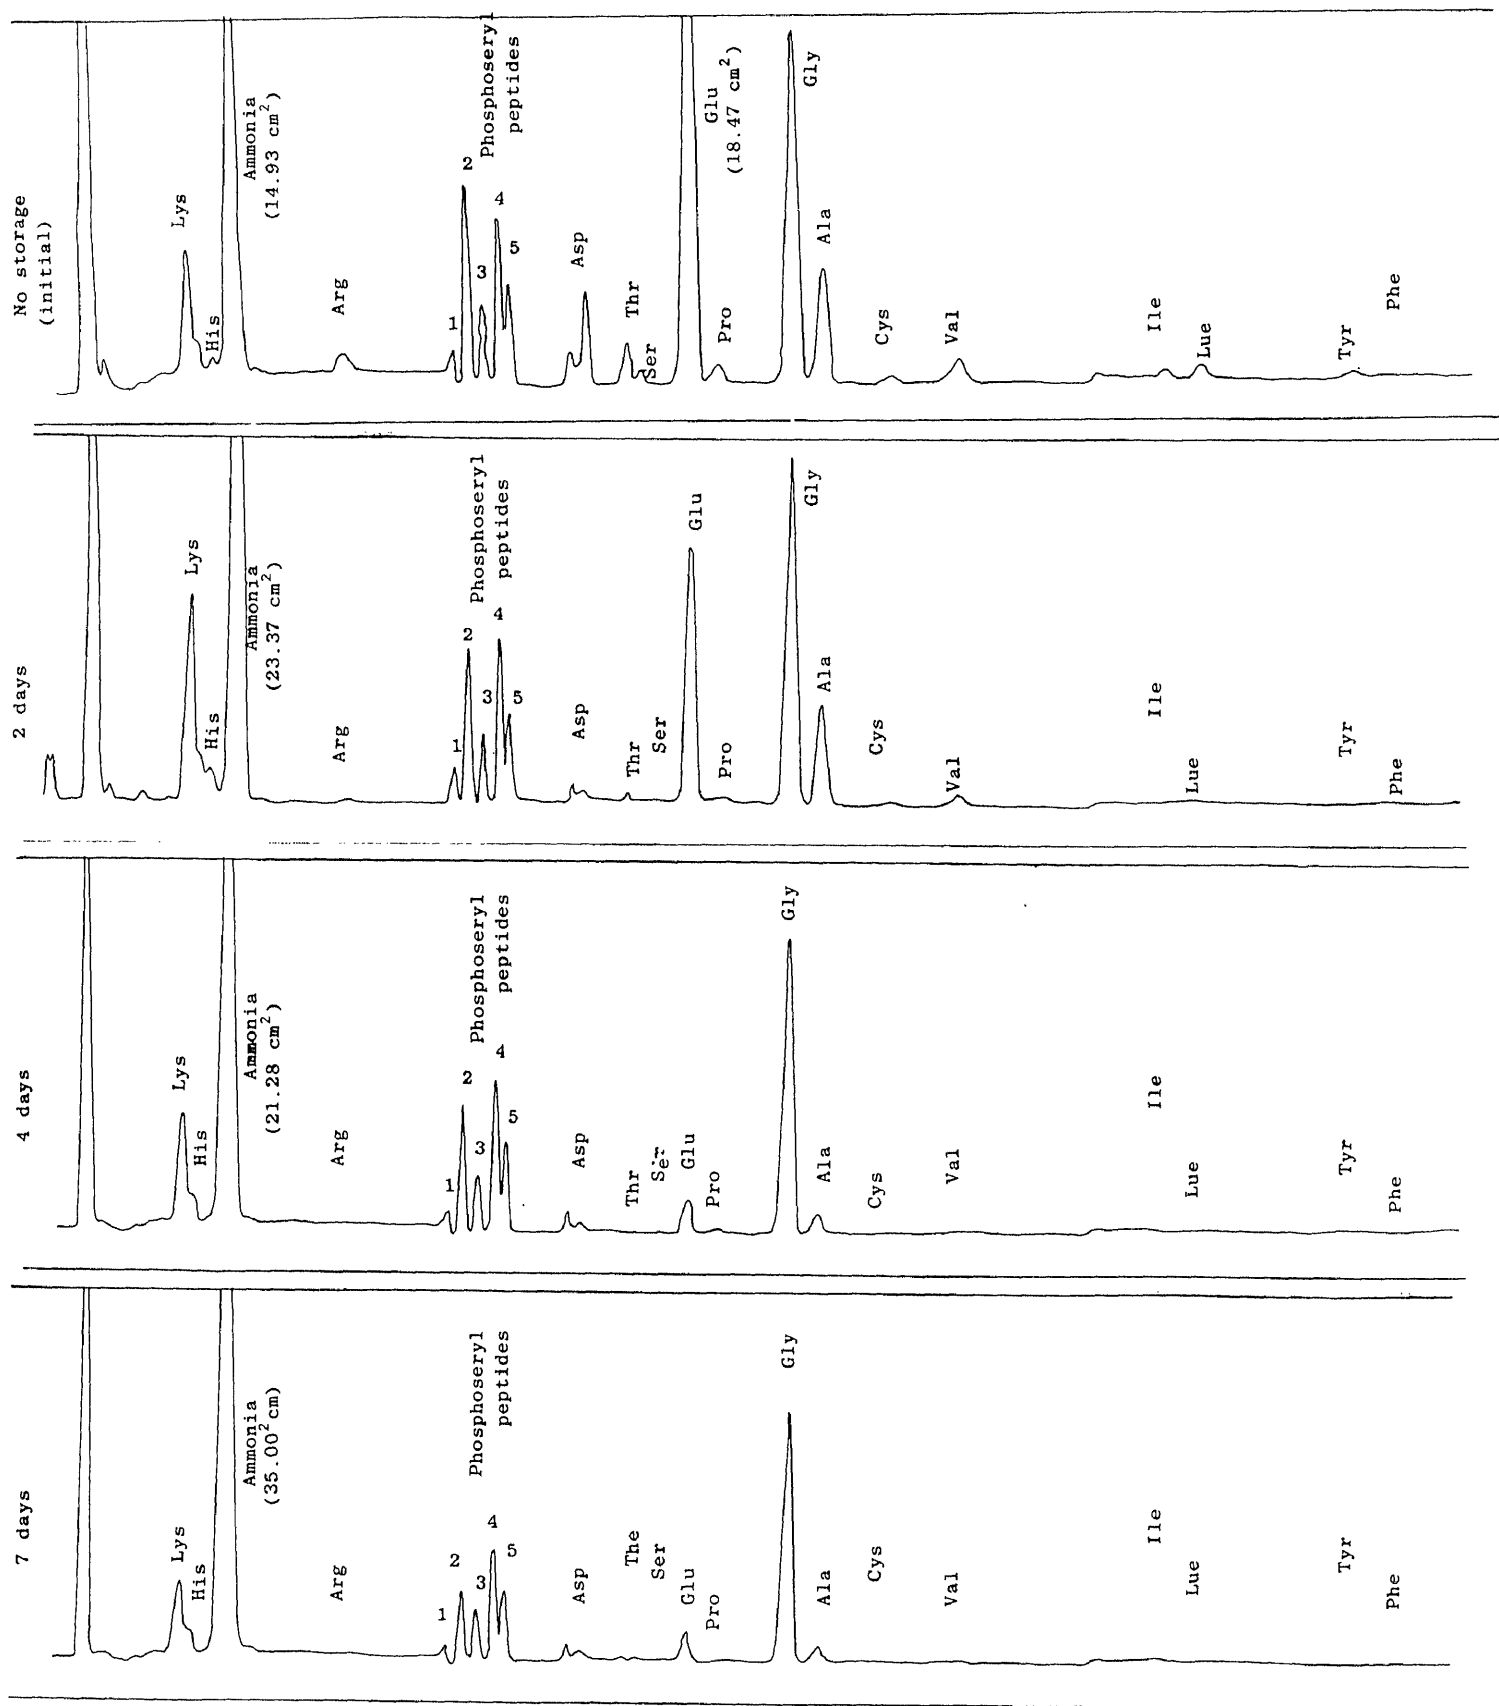 No storage
(initial)
Lys
His
Ammonia
(14.93 cm²)
Arg
1
2
3
4
5
Phosphoseryl
peptides
Asp
Thr
Ser
Glu
(18.47 cm²)
Pro
Gly
Ala
Cys
Val
Ile
Lue
Tyr
Phe
2 days
Lys
His
Ammonia
(23.37 cm²)
Arg
1
2
3
4
5
Phosphoseryl
peptides
Asp
Thr
Ser
Glu
Pro
Gly
Ala
Cys
Val
Ile
Lue
Tyr
Phe
4 days
Lys
His
Ammonia
(21.28 cm²)
Arg
1
2
3
4
5
Phosphoseryl
peptides
Asp
Thr
Ser
Glu
Pro
Gly
Ala
Cys
Val
Ile
Lue
Tyr
Phe
7 days
Lys
His
Ammonia
(35.00²cm)
Arg
1
2
3
4
5
Phosphoseryl
peptides
Asp
The
Ser
Glu
Pro
Gly
Ala
Cys
Val
Ile
Lue
Tyr
Phe